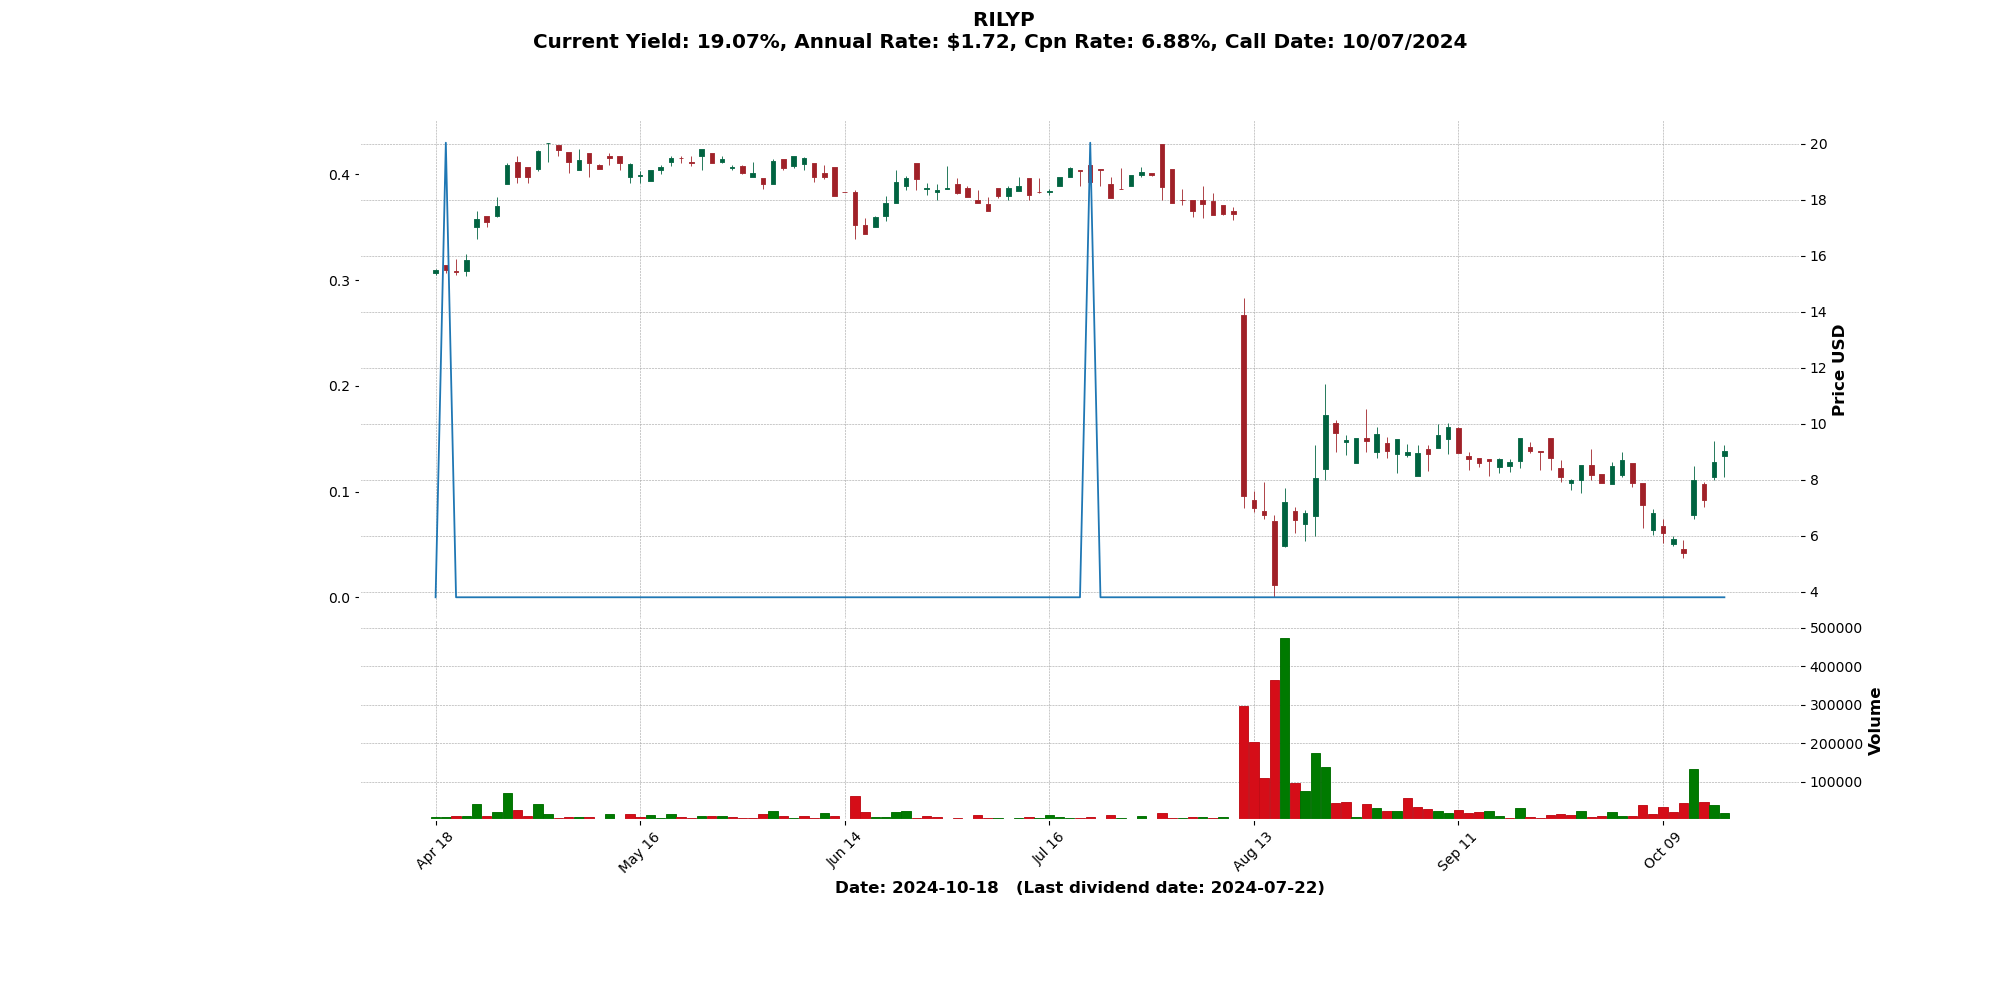 RILYP
Current Yield: 19.07%, Annual Rate: $1.72, Cpn Rate: 6.88%, Call Date: 10/07/2024
0.4
0.3
0.2
0.1
0.0
20
18
16
14
12
10
8
6
4
Price USD
500000
400000
300000
200000
100000
Volume
Apr 18
May 16
Jun 14
Jul 16
Aug 13
Sep 11
Oct 09
Date: 2024-10-18 (Last dividend date: 2024-07-22)